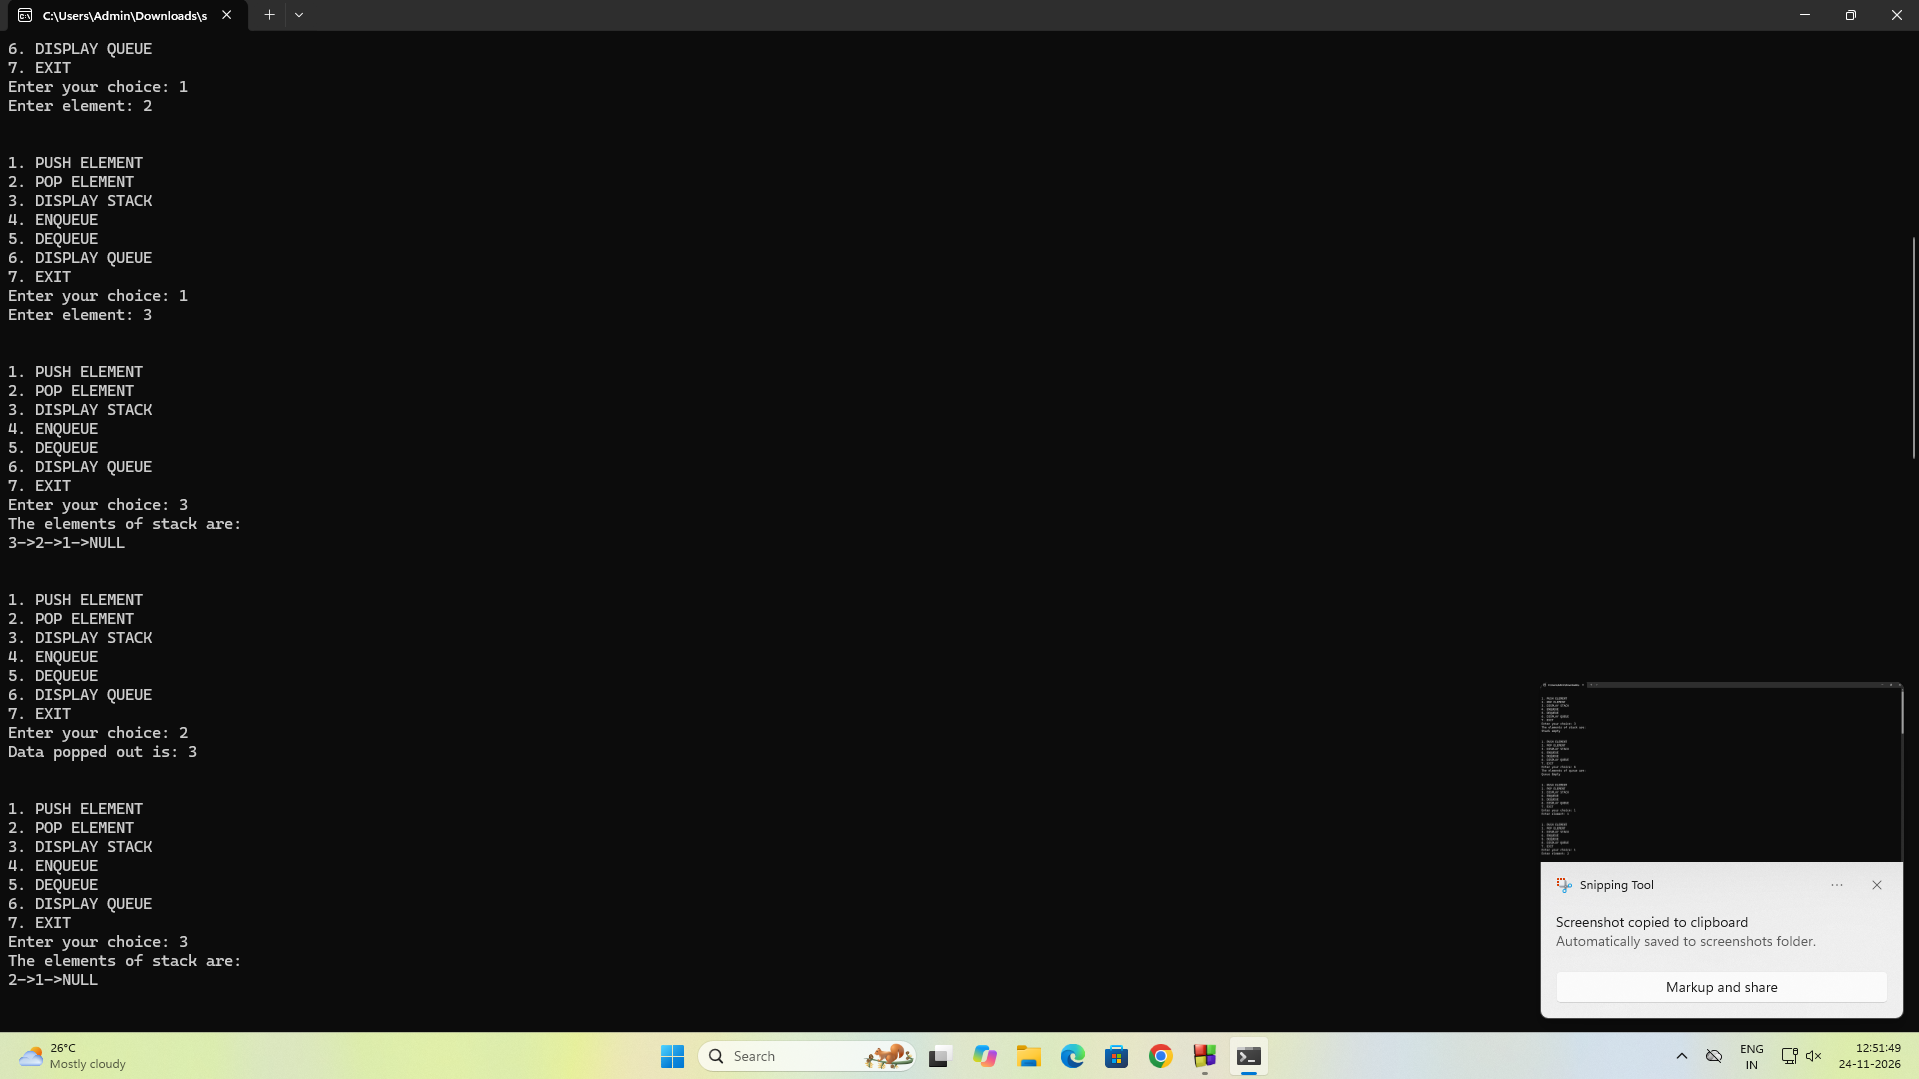 C:\Users\Admin\Downloads\s
6. DISPLAY QUEUE
7. EXIT
Enter your choice: 1
Enter element: 2
1. PUSH ELEMENT
2. POP ELEMENT
3. DISPLAY STACK
4. ENQUEUE
5. DEQUEUE
6. DISPLAY QUEUE
7. EXIT
Enter your choice: 1
Enter element: 3
1. PUSH ELEMENT
2. POP ELEMENT
3. DISPLAY STACK
4. ENQUEUE
5. DEQUEUE
6. DISPLAY QUEUE
7. EXIT
Enter your choice: 3
The elements of stack are:
3->2->1->NULL
1. PUSH ELEMENT
2. POP ELEMENT
3. DISPLAY STACK
4. ENQUEUE
5. DEQUEUE
6. DISPLAY QUEUE
7. EXIT
Enter your choice: 2
Data popped out is: 3
1. PUSH ELEMENT
2. POP ELEMENT
3. DISPLAY STACK
4. ENQUEUE
5. DEQUEUE
6. DISPLAY QUEUE
7. EXIT
Enter your choice: 3
The elements of stack are:
2->1->NULL
Snipping Tool
Screenshot copied to clipboard
Automatically saved to screenshots folder.
Markup and share
26°C
Mostly cloudy
Search
ENG
IN
12:51:49
24-11-2026